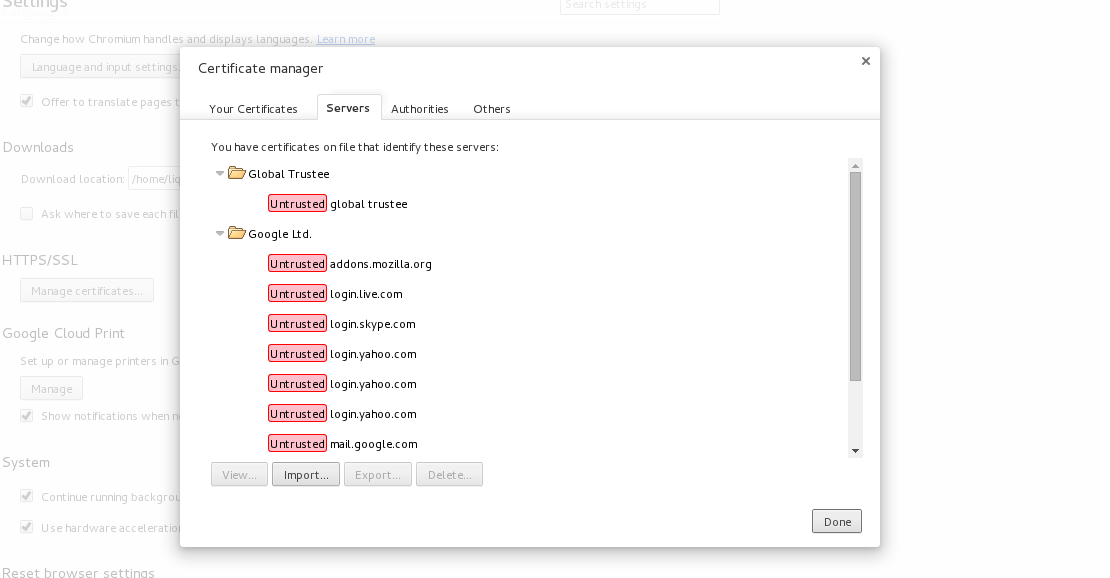 Settings
Search settings
Change how Chromium handles and displays languages. Learn more
Language and input settings.
Offer to translate pages t
Downloads
Download location: /home/liq
Ask where to save each fil
HTTPS/SSL
Manage certificates...
Google Cloud Print
Set up or manage printers in G
Manage
Show notifications when ne
System
Continue running backgrou
Use hardware acceleration
Reset browser settings
Certificate manager
Your Certificates Servers Authorities Others
You have certificates on file that identify these servers:
Global Trustee
Untrusted global trustee
Google Ltd.
Untrusted addons.mozilla.org
Untrusted login.live.com
Untrusted login.skype.com
Untrusted login.yahoo.com
Untrusted login.yahoo.com
Untrusted login.yahoo.com
Untrusted mail.google.com
View... Import... Export... Delete...
Done